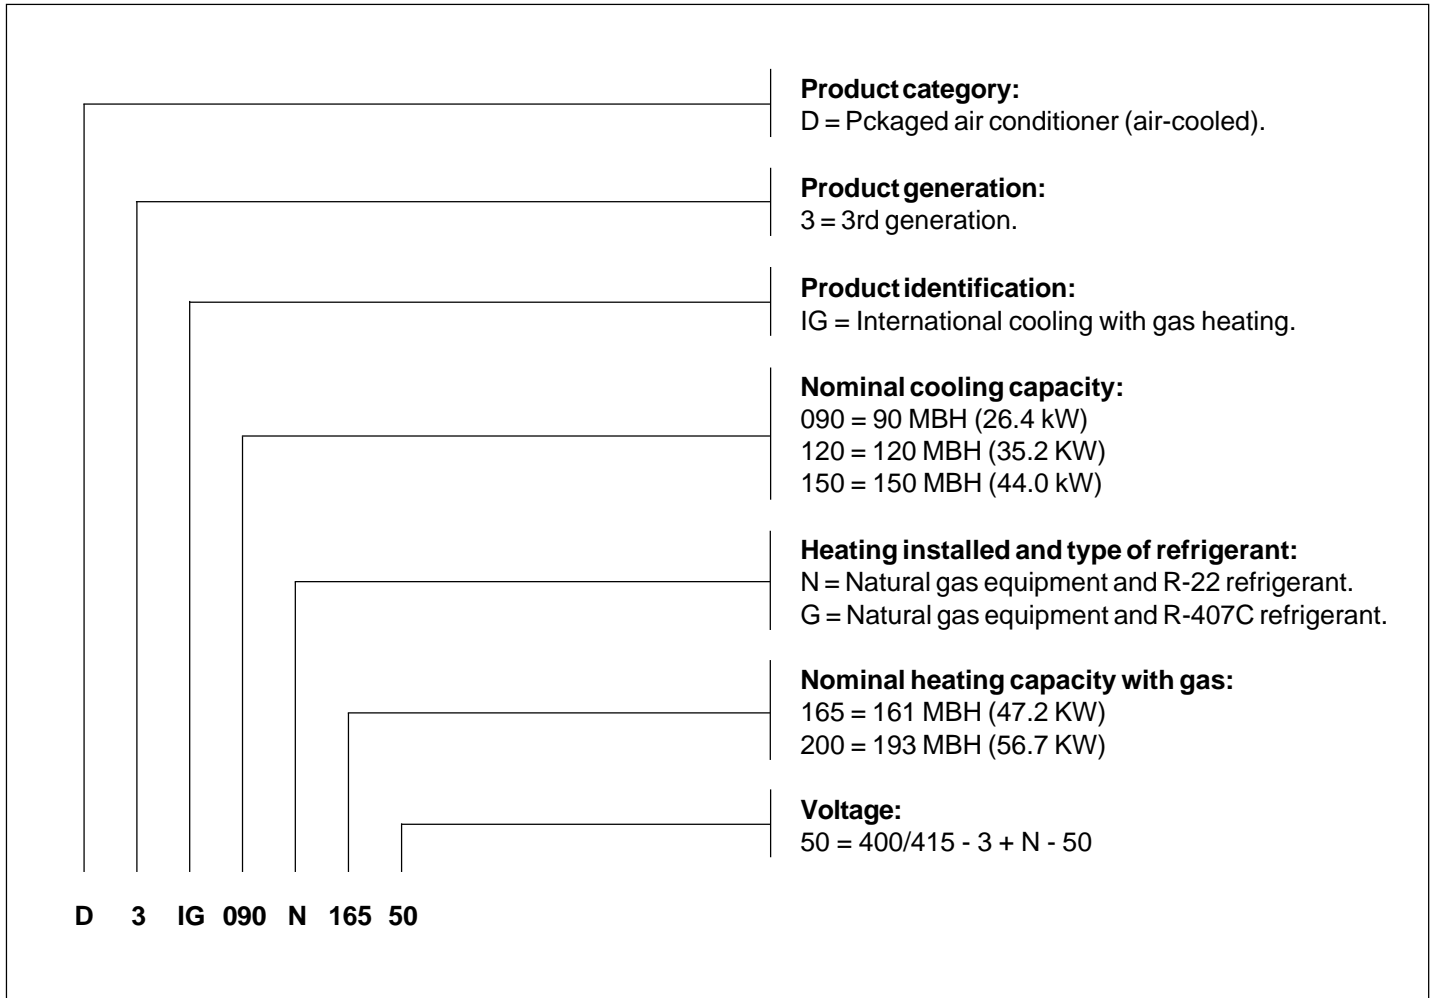 Product category:
D = Pckaged air conditioner (air-cooled).
Product generation:
3 = 3rd generation.
Product identification:
IG = International cooling with gas heating.
Nominal cooling capacity:
090 = 90 MBH (26.4 kW)
120 = 120 MBH (35.2 KW)
150 = 150 MBH (44.0 kW)
Heating installed and type of refrigerant:
N = Natural gas equipment and R-22 refrigerant.
G = Natural gas equipment and R-407C refrigerant.
Nominal heating capacity with gas:
165 = 161 MBH (47.2 KW)
200 = 193 MBH (56.7 KW)
Voltage:
50 = 400/415 - 3 + N - 50
D 3 IG 090 N 165 50